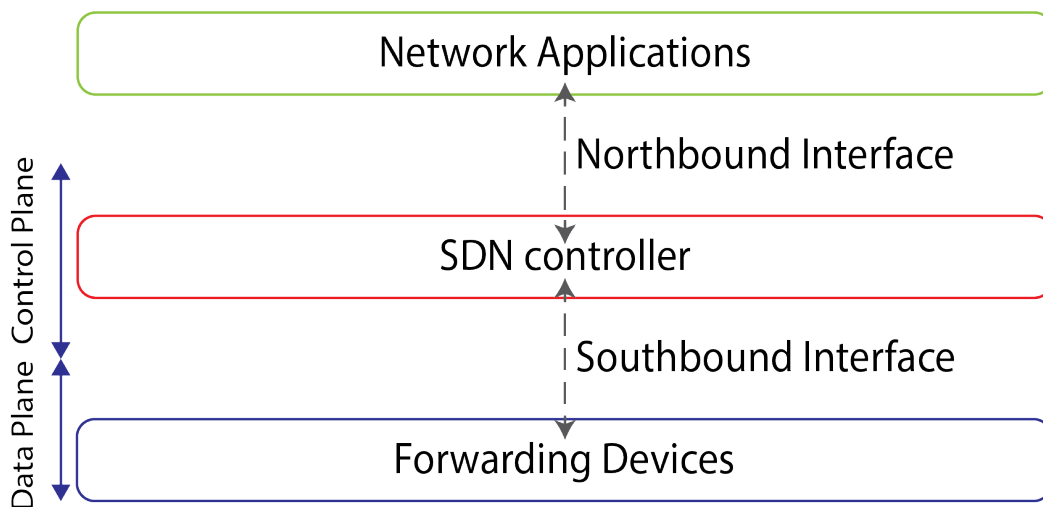 Network Applications
Northbound Interface
Control Plane
SDN controller
Southbound Interface
Data Plane
Forwarding Devices